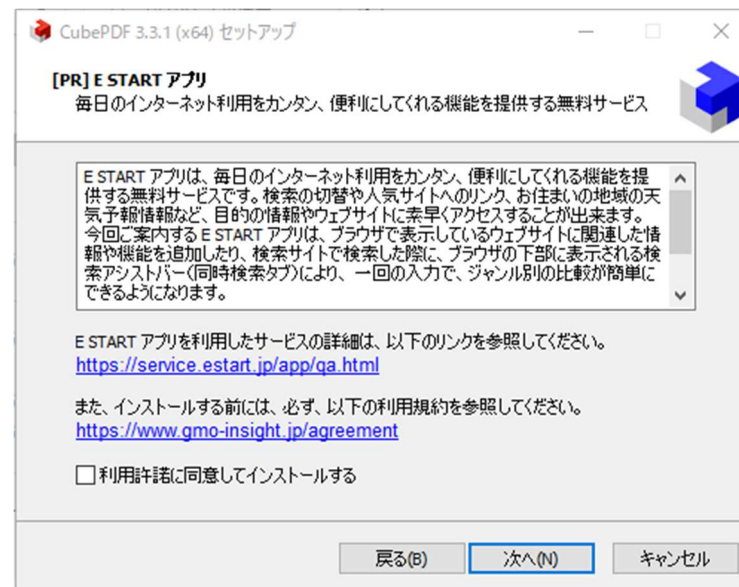 CubePDF 3.3.1 (x64) セットアップ
[PR] E START アプリ
毎日のインターネット利用をカンタン、便利にしてくれる機能を提供する無料サービス
E START アプリは、毎日のインターネット利用をカンタン、便利にしてくれる機能を提
供する無料サービスです。検索の切替や人気サイトへのリンク、お住まいの地域の天
気予報情報など、目的の情報やウェブサイトに素早くアクセスすることが出来ます。
今回ご案内する E START アプリは、ブラウザで表示しているウェブサイトに関連した情
報や機能を追加したり、検索サイトで検索した際に、ブラウザの下部に表示される検
索アシストバー(同時検索タブ)により、一回の入力で、ジャンル別の比較が簡単に
できるようになります。
E START アプリを利用したサービスの詳細は、以下のリンクを参照してください。
https://service.estart.jp/app/qa.html
また、インストールする前には、必ず、以下の利用規約を参照してください。
https://www.gmo-insight.jp/agreement
利用許諾に同意してインストールする
戻る(B) 次へ(N) キャンセル